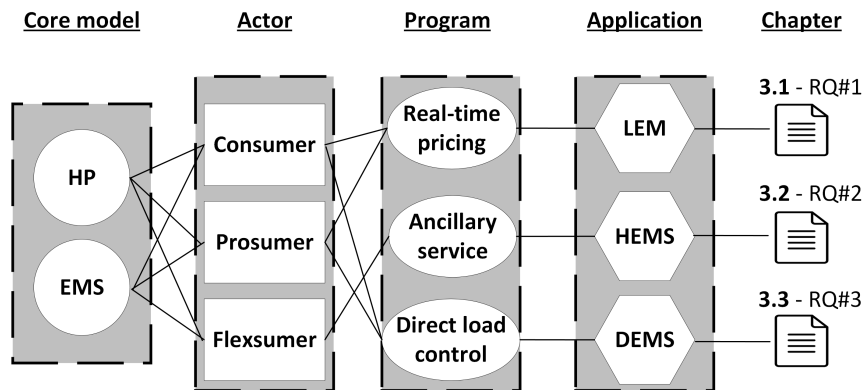 Core model
Actor
Program
Application
Chapter
HP
EMS
Consumer
Prosumer
Flexsumer
Real-time
pricing
Ancillary
service
Direct load
control
LEM
HEMS
DEMS
3.1 - RQ#1
3.2 - RQ#2
3.3 - RQ#3